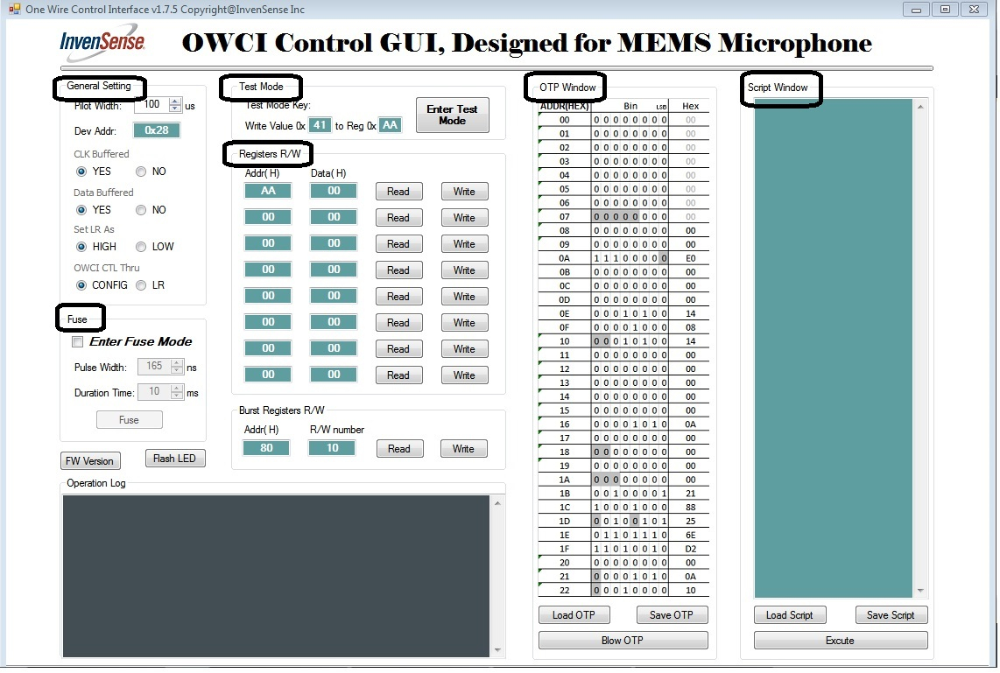 One Wire Control Interface v1.7.5 Copyright@InvenSense Inc
InvenSense
OWCI Control GUI, Designed for MEMS Microphone
General Setting
Pilot Width: 100 us
Dev Addr: 0x28
CLK Buffered
YES NO
Data Buffered
YES NO
Set LR As
HIGH LOW
OWCI CTL Thru
CONFIG LR
Fuse
Enter Fuse Mode
Pulse Width: 165 ns
Duration Time: 10 ms
Fuse
FW Version Flash LED
Test Mode
Test Mode Key:
Write Value 0x 41 to Reg 0x AA
Enter Test
Mode
Registers R/W
Addr( H) Data( H)
AA 00 Read Write
00 00 Read Write
00 00 Read Write
00 00 Read Write
00 00 Read Write
00 00 Read Write
00 00 Read Write
00 00 Read Write
Burst Registers R/W
Addr( H) R/W number
80 10 Read Write
Operation Log
OTP Window
ADDR(HEX) Bin LSB Hex
00 0 0 0 0 0 0 0 0 00
01 0 0 0 0 0 0 0 0 00
02 0 0 0 0 0 0 0 0 00
03 0 0 0 0 0 0 0 0 00
04 0 0 0 0 0 0 0 0 00
05 0 0 0 0 0 0 0 0 00
06 0 0 0 0 0 0 0 0 00
07 0 0 0 0 0 0 0 0 00
08 0 0 0 0 0 0 0 0 00
09 0 0 0 0 0 0 0 0 00
0A 1 1 1 0 0 0 0 0 E0
0B 0 0 0 0 0 0 0 0 00
0C 0 0 0 0 0 0 0 0 00
0D 0 0 0 0 0 0 0 0 00
0E 0 0 0 1 0 1 0 0 14
0F 0 0 0 0 1 0 0 0 08
10 0 0 0 1 0 1 0 0 14
11 0 0 0 0 0 0 0 0 00
12 0 0 0 0 0 0 0 0 00
13 0 0 0 0 0 0 0 0 00
14 0 0 0 0 0 0 0 0 00
15 0 0 0 0 0 0 0 0 00
16 0 0 0 0 1 0 1 0 0A
17 0 0 0 0 0 0 0 0 00
18 0 0 0 0 0 0 0 0 00
19 0 0 0 0 0 0 0 0 00
1A 0 0 0 0 0 0 0 0 00
1B 0 0 1 0 0 0 0 1 21
1C 1 0 0 0 1 0 0 0 88
1D 0 0 1 0 0 1 0 1 25
1E 0 1 1 0 1 1 1 0 6E
1F 1 1 0 1 0 0 1 0 D2
20 0 0 0 0 0 0 0 0 00
21 0 0 0 0 1 0 1 0 0A
22 0 0 0 1 0 0 0 0 10
Load OTP Save OTP
Blow OTP
Script Window
Load Script Save Script
Excute